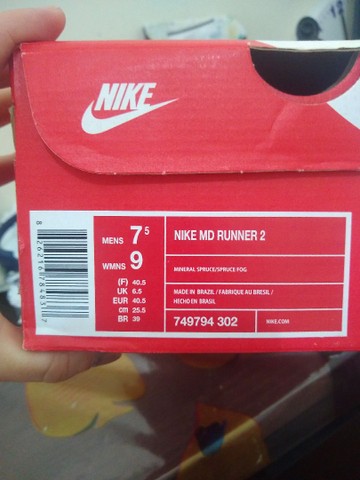 NIKE
MENS 7 5
WMNS 9
(F) 40.5
UK 6.5
EUR 40.5
cm 25.5
BR 39
NIKE MD RUNNER 2
MINERAL SPRUCE/SPRUCE FOG
MADE IN BRAZIL / FABRIQUE AU BRESIL /
HECHO EN BRASIL
749794 302
NIKE.COM